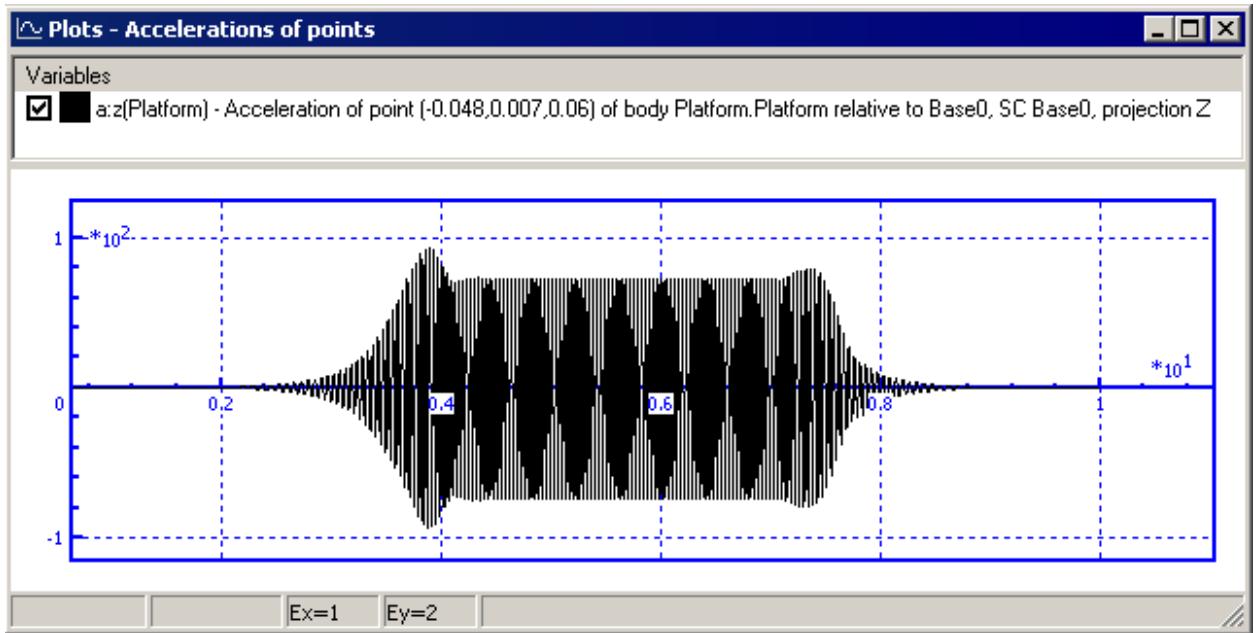 Plots - Accelerations of points
Variables
a:z(Platform) - Acceleration of point (-0.048,0.007,0.06) of body Platform.Platform relative to Base0, SC Base0, projection Z
1 *10²
*10¹
0 0.2 0.4 0.6 0.8 1
-1
Ex=1 Ey=2